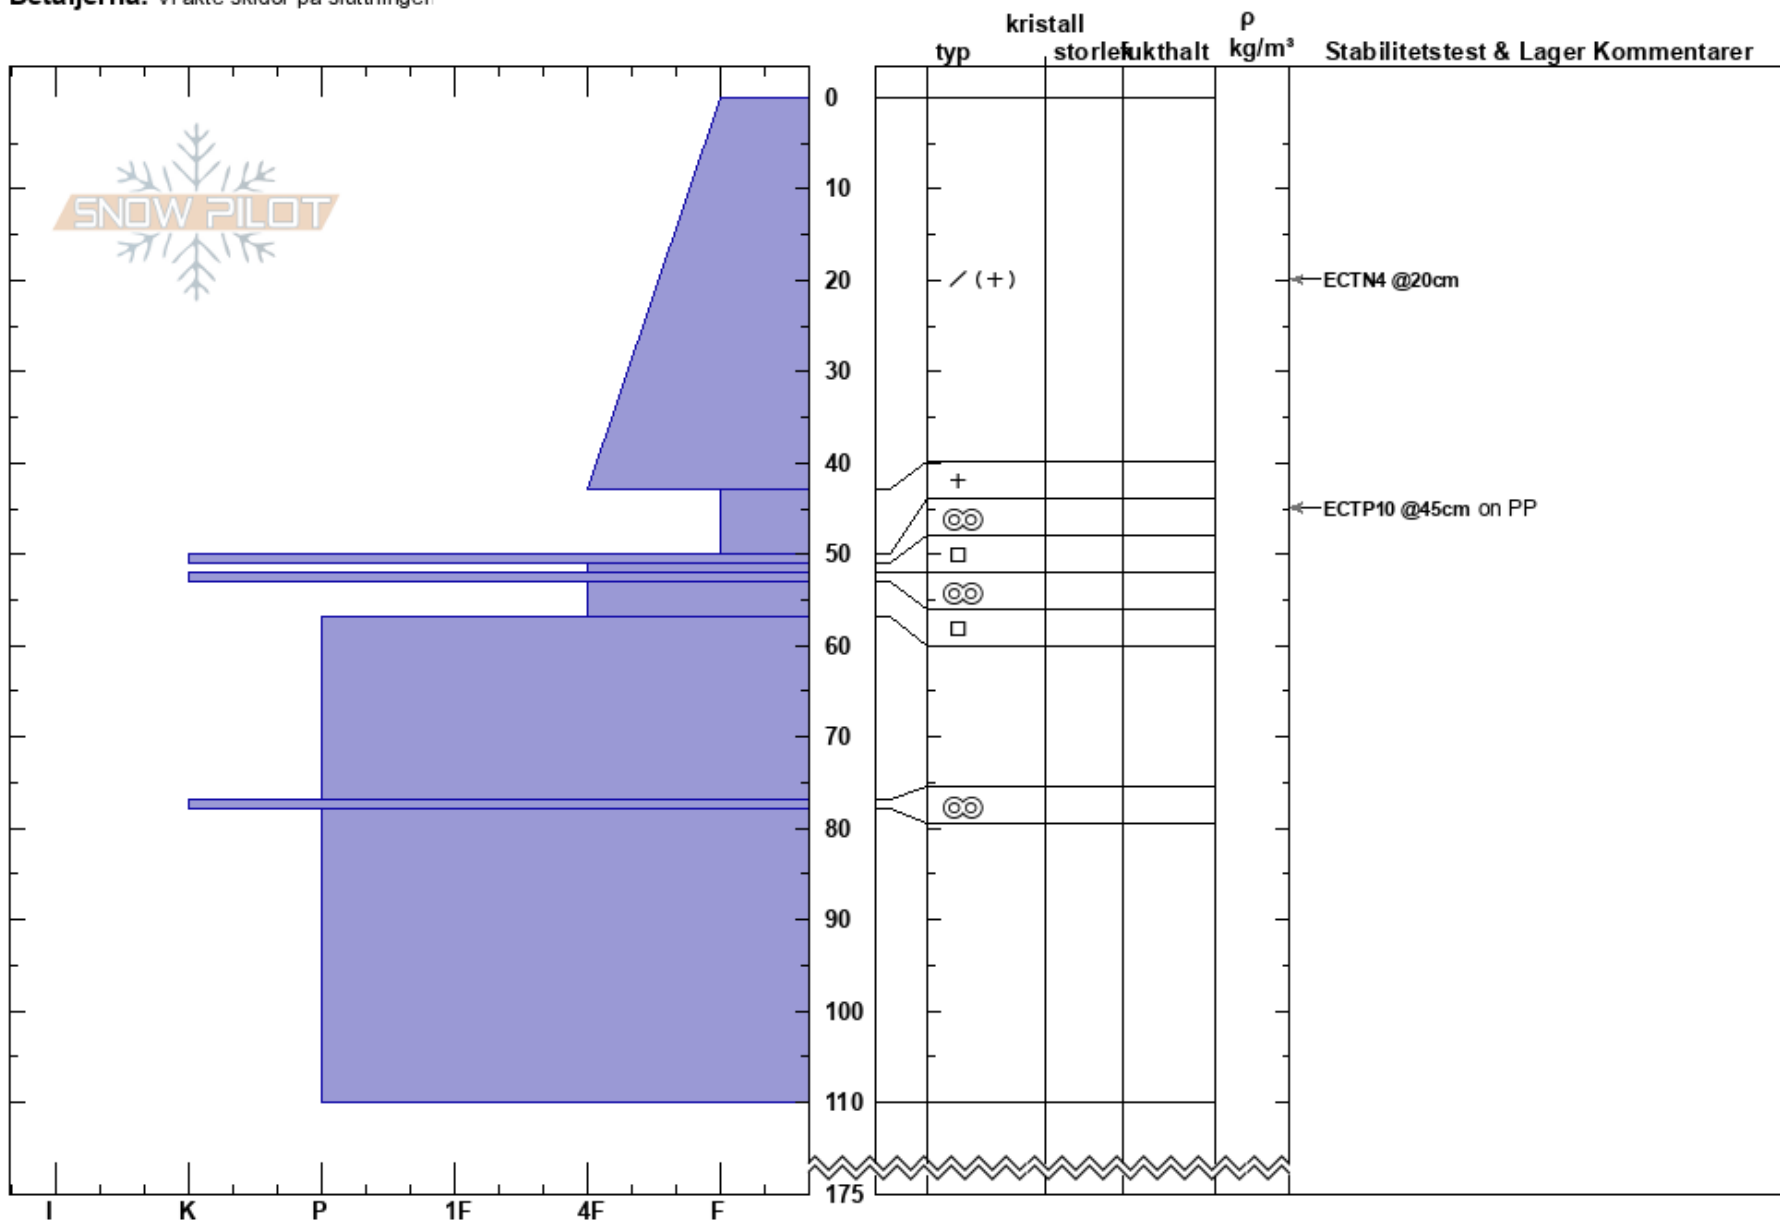 kristall
ρ
typ storlek fukthalt kg/m³ Stabilitetstest & Lager Kommentarer
0
10
SNOW PILOT
20 / (+) ECTN4 @20cm
30
40
+
ECTP10 @45cm on PP
50
60
70
80
90
100
110
175
I K P 1F 4F F